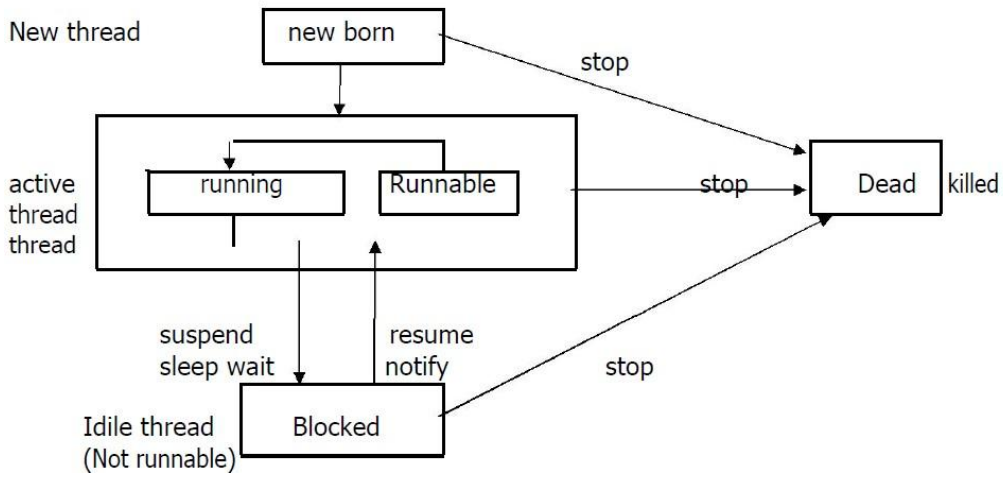 New thread
new born
stop
running
Runnable
active
thread
thread
stop
Dead
killed
suspend
sleep wait
resume
notify
stop
Idile thread
(Not runnable)
Blocked